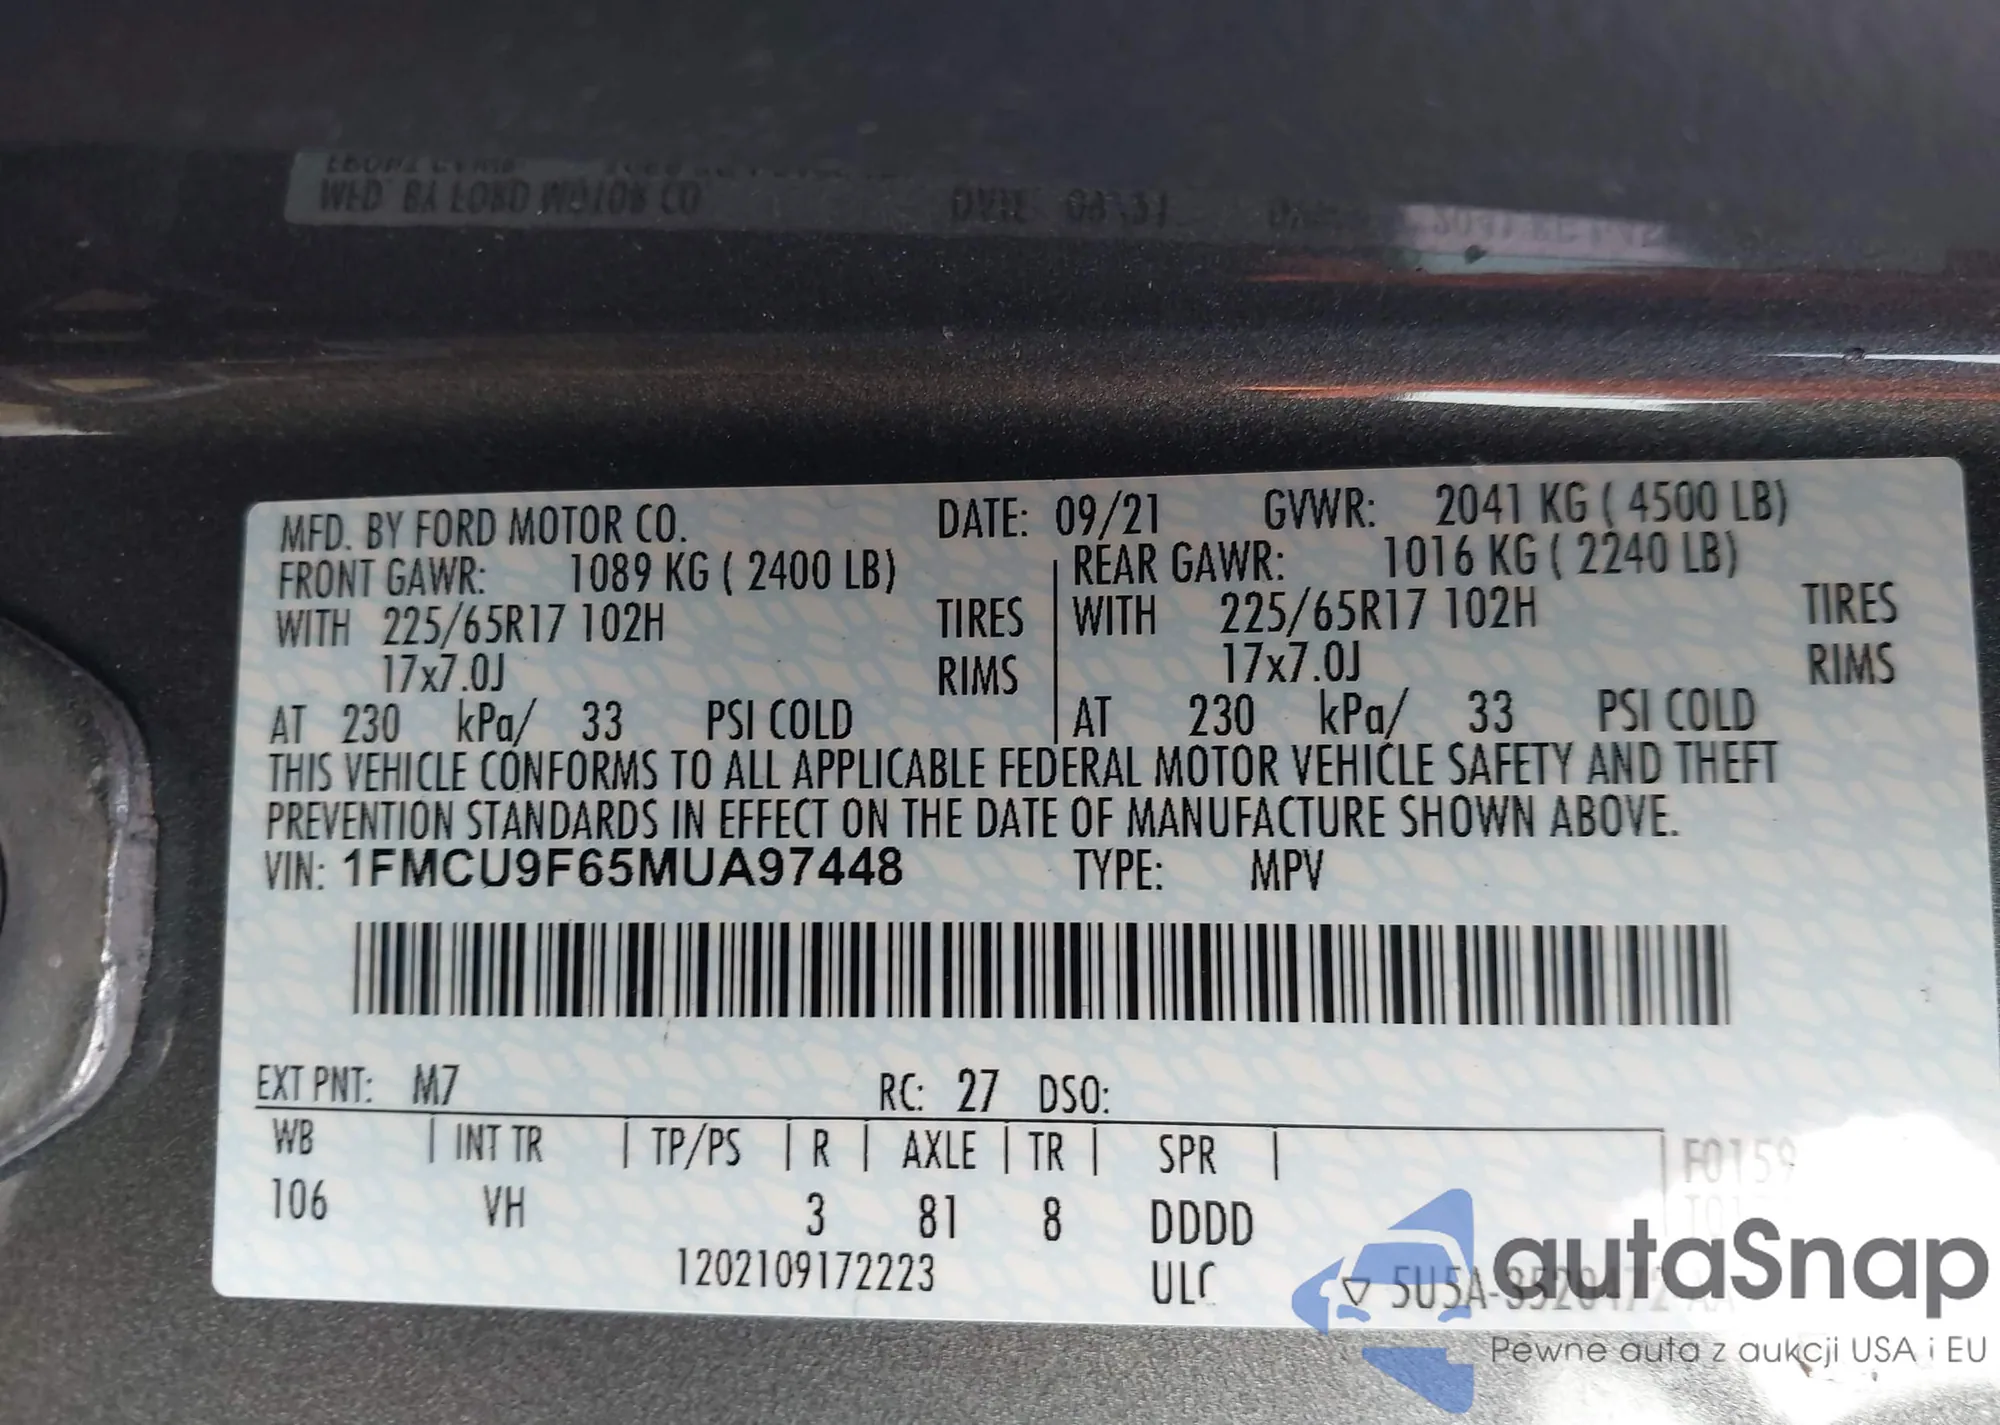 MFD. BY FORD MOTOR CO. DATE: 09/21 GVWR: 2041 KG ( 4500 LB)
FRONT GAWR: 1089 KG ( 2400 LB) REAR GAWR: 1016 KG ( 2240 LB)
WITH 225/65R17 102H TIRES WITH 225/65R17 102H TIRES
17x7.0J RIMS 17x7.0J RIMS
AT 230 kPa/ 33 PSI COLD AT 230 kPa/ 33 PSI COLD
THIS VEHICLE CONFORMS TO ALL APPLICABLE FEDERAL MOTOR VEHICLE SAFETY AND THEFT
PREVENTION STANDARDS IN EFFECT ON THE DATE OF MANUFACTURE SHOWN ABOVE.
VIN: 1FMCU9F65MUA97448 TYPE: MPV
EXT PNT: M7 RC: 27 DSO:
WB INT TR TP/PS R AXLE TR SPR
106 VH 3 81 8 DDDD
1202109172223
autaSnap
Pewne auta z aukcji USA i EU